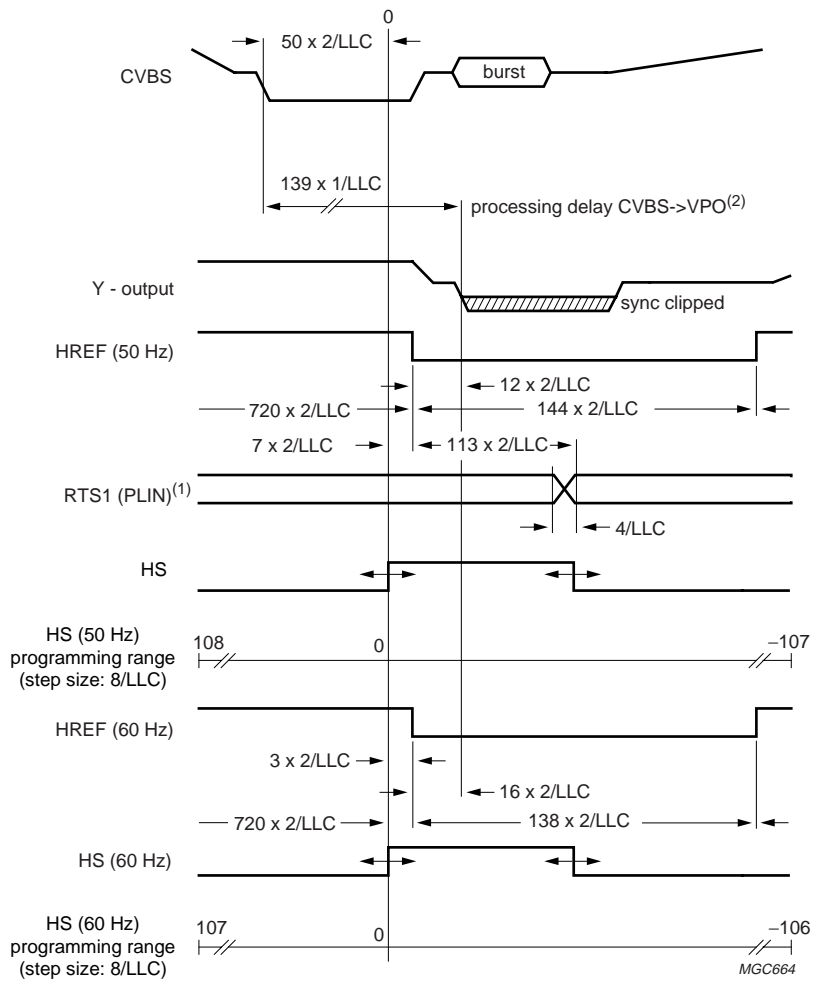 0
50 x 2/LLC
CVBS
burst
139 x 1/LLC
processing delay CVBS->VPO(2)
Y - output
sync clipped
HREF (50 Hz)
12 x 2/LLC
720 x 2/LLC
144 x 2/LLC
7 x 2/LLC
113 x 2/LLC
RTS1 (PLIN)(1)
4/LLC
HS
HS (50 Hz)
programming range
(step size: 8/LLC)
108
0
−107
HREF (60 Hz)
3 x 2/LLC
16 x 2/LLC
720 x 2/LLC
138 x 2/LLC
HS (60 Hz)
HS (60 Hz)
programming range
(step size: 8/LLC)
107
0
−106
MGC664